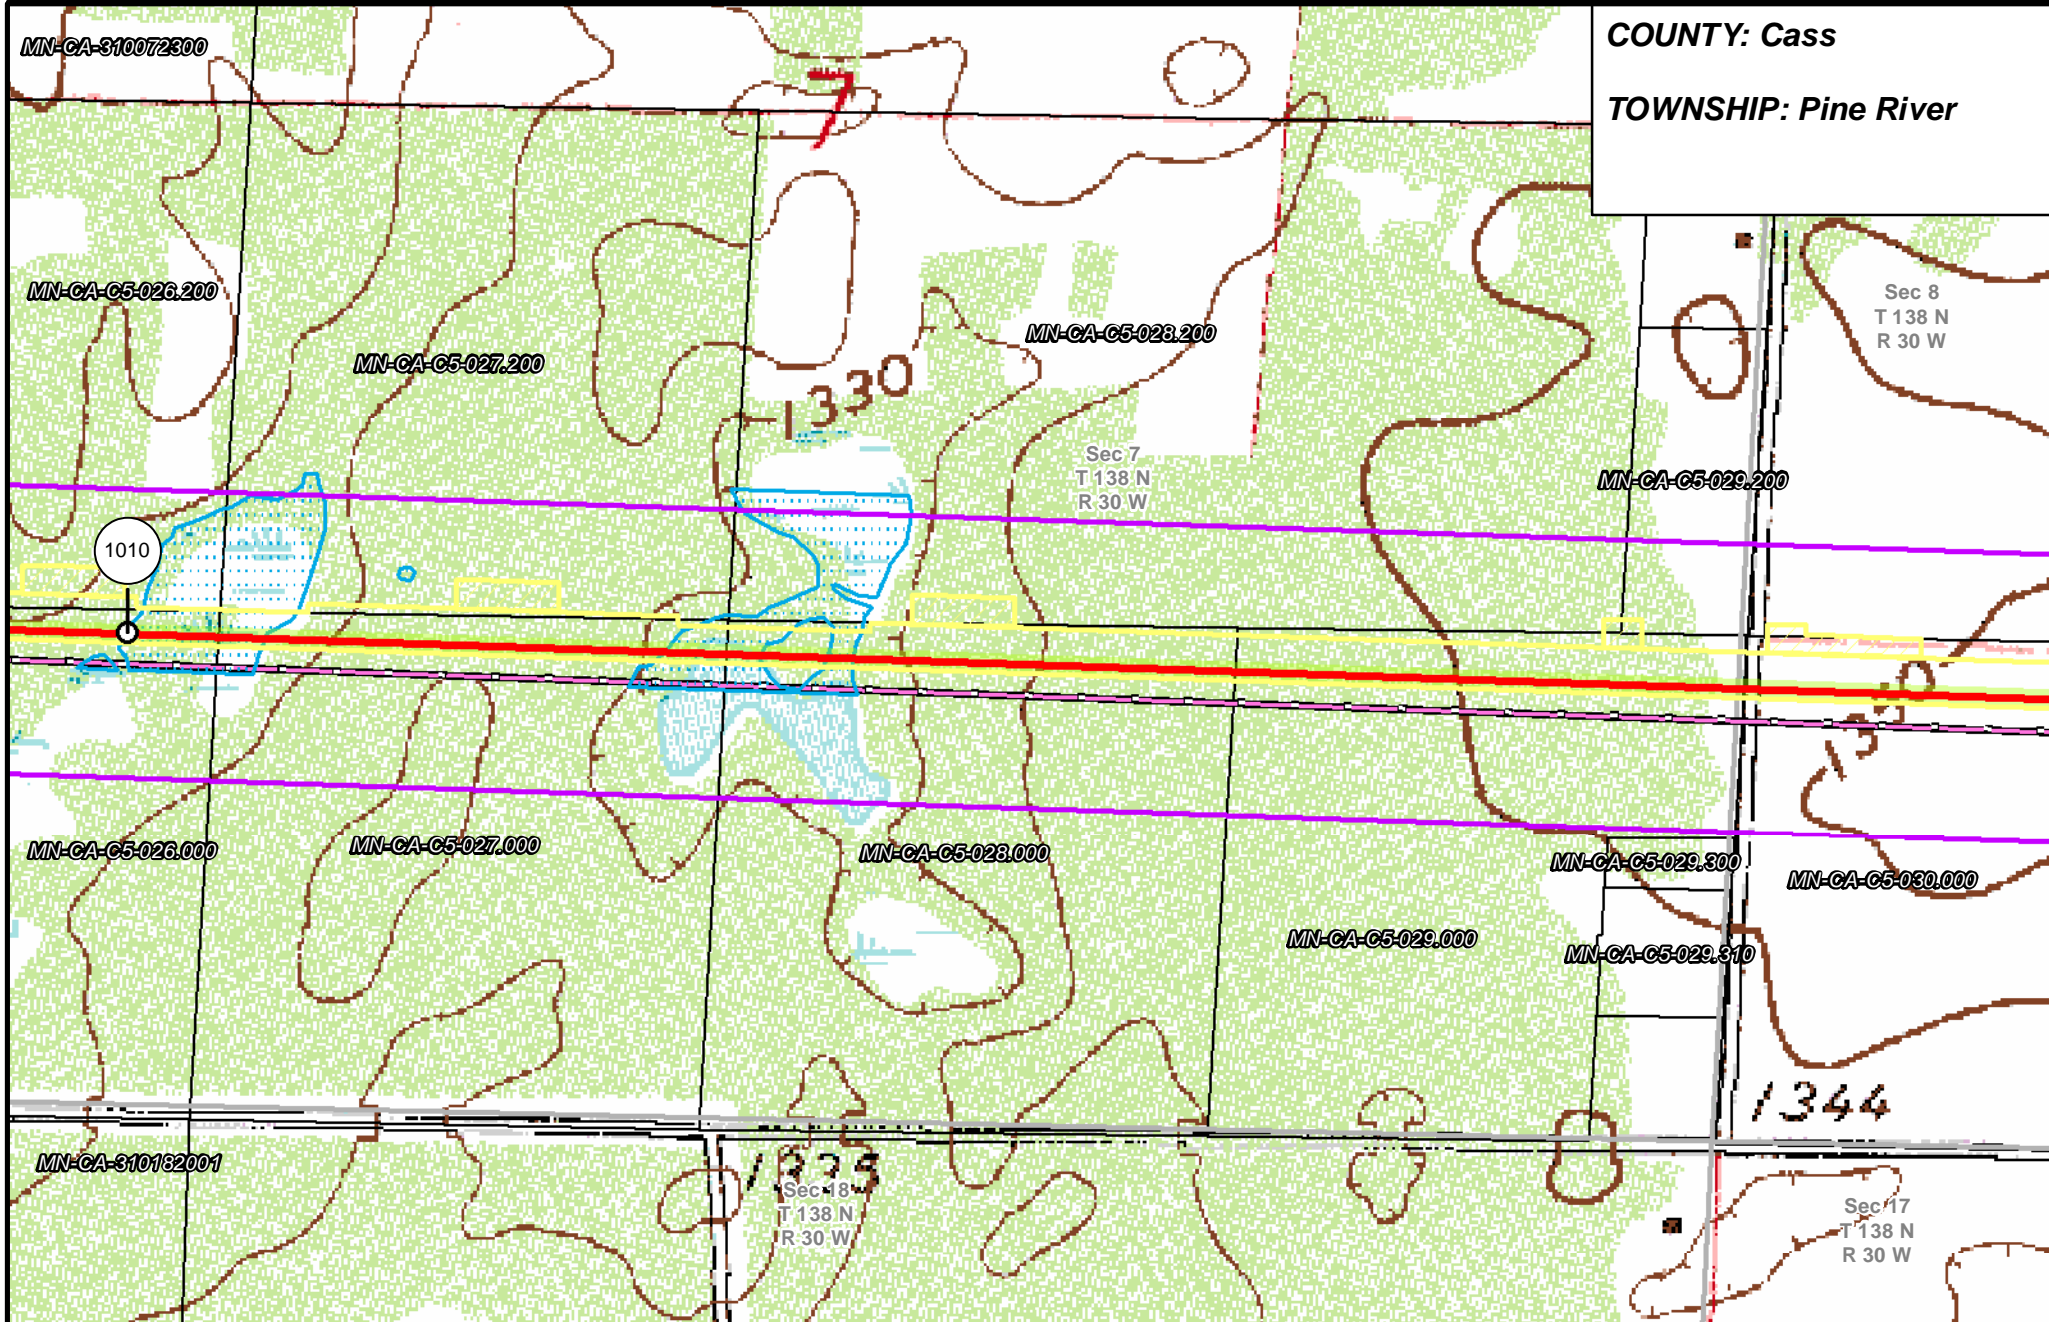 COUNTY: Cass
TOWNSHIP: Pine River
MN-CA-310072300
7
MN-CA-C5-026.200
MN-CA-C5-027.200
MN-CA-C5-028.200
Sec 8
T 138 N
R 30 W
1330
Sec 7
T 138 N
R 30 W
MN-CA-C5-029.200
1010
1350
MN-CA-C5-026.000
MN-CA-C5-027.000
MN-CA-C5-028.000
MN-CA-C5-029.300
MN-CA-C5-030.000
MN-CA-C5-029.000
MN-CA-C5-029.310
1344
MN-CA-310182001
Sec 18
T 138 N
R 30 W
Sec 17
T 138 N
R 30 W